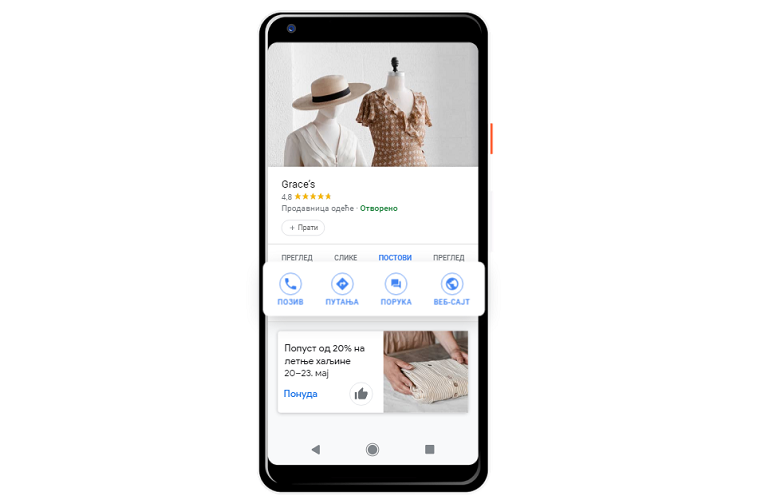 Grace's
4,8
Продавница одеће · Отворено
+ Прати
ПРЕГЛЕД СЛИКЕ ПОСТОВИ ПРЕГЛЕД
ПОЗИВ ПУТАЊА ПОРУКА ВЕБ-САЈТ
Попуст од 20% на
летње хаљине
20–23. мај
Понуда